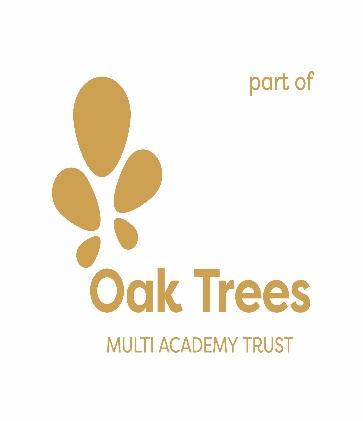 part of
Oak Trees
MULTI ACADEMY TRUST